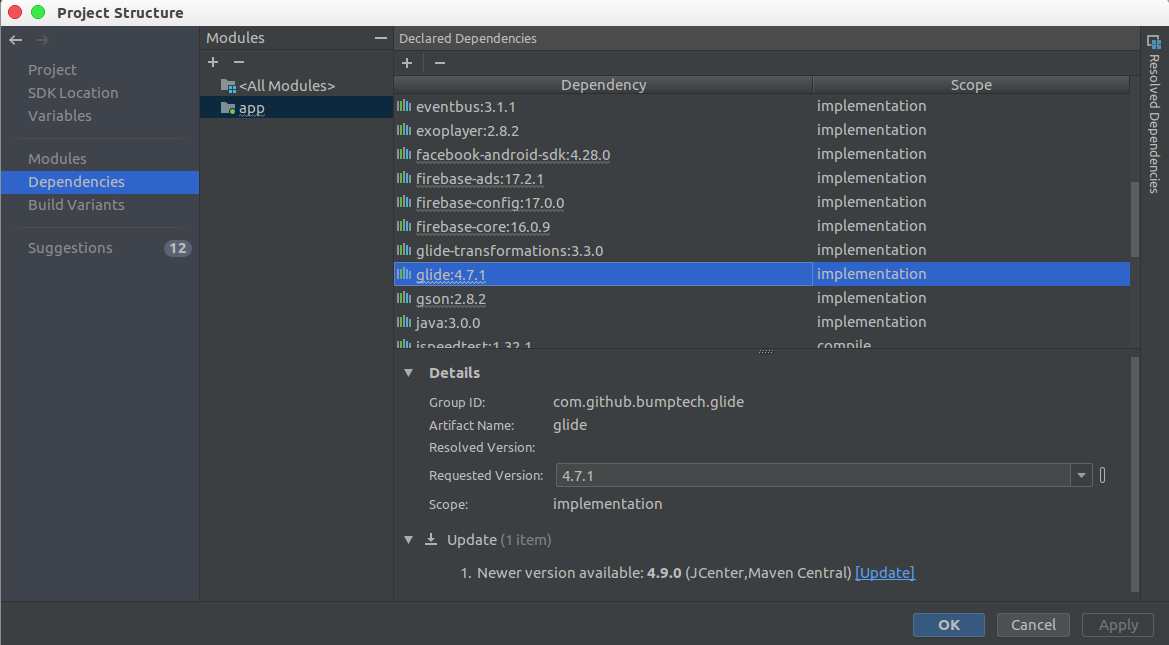 Project Structure
Project
SDK Location
Variables
Modules
Dependencies
Build Variants
Suggestions 12
Modules
<All Modules>
app
Declared Dependencies
Dependency Scope
eventbus:3.1.1 implementation
exoplayer:2.8.2 implementation
facebook-android-sdk:4.28.0 implementation
firebase-ads:17.2.1 implementation
firebase-config:17.0.0 implementation
firebase-core:16.0.9 implementation
glide-transformations:3.3.0 implementation
glide:4.7.1 implementation
gson:2.8.2 implementation
java:3.0.0 implementation
jspeedtest:1.32.1 compile
Details
Group ID: com.github.bumptech.glide
Artifact Name: glide
Resolved Version:
Requested Version: 4.7.1
Scope: implementation
Update (1 item)
1. Newer version available: 4.9.0 (JCenter,Maven Central) [Update]
Resolved Dependencies
OK Cancel Apply